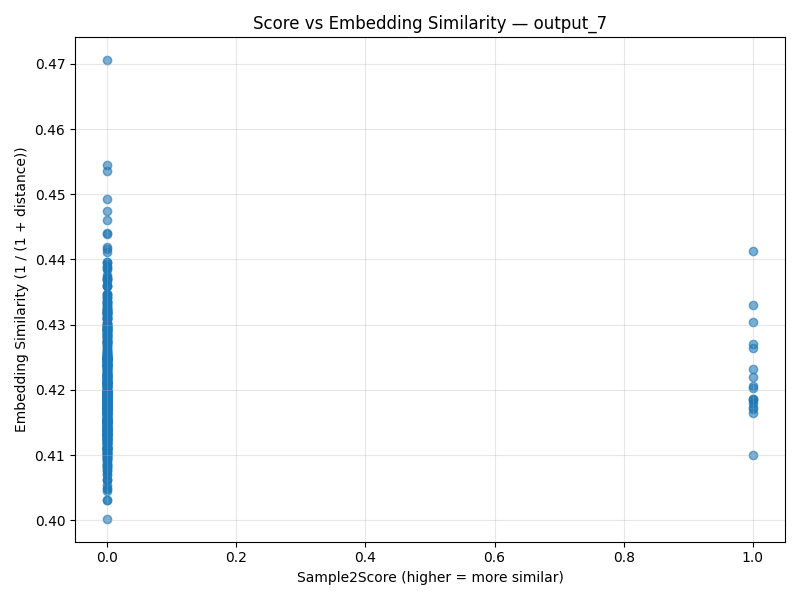 Score vs Embedding Similarity — output_7
Embedding Similarity (1 / (1 + distance))
0.47
0.46
0.45
0.44
0.43
0.42
0.41
0.40
0.0 0.2 0.4 0.6 0.8 1.0
Sample2Score (higher = more similar)